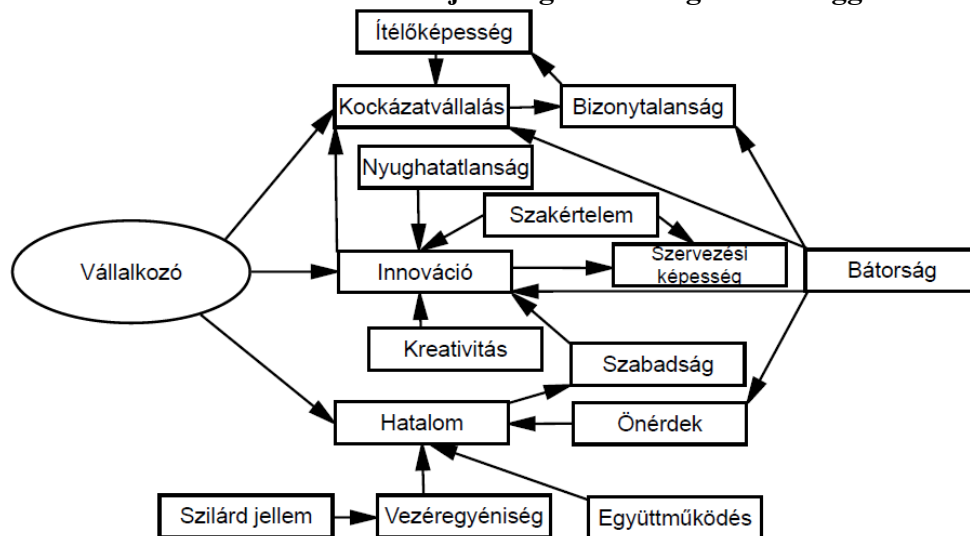 Ítélőképesség
Kockázatvállalás
Bizonytalanság
Nyughatatlanság
Szakértelem
Vállalkozó
Innováció
Szervezési
képesség
Bátorság
Kreativitás
Szabadság
Hatalom
Önérdek
Szilárd jellem
Vezéregyéniség
Együttműködés